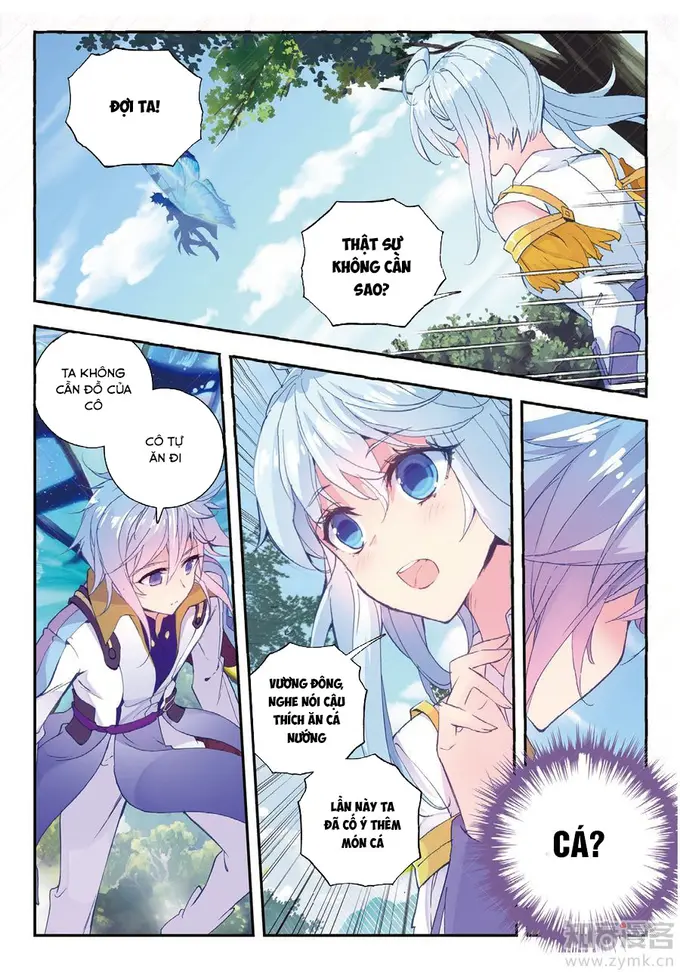 ĐỢI TA!
THẬT SỰ
KHÔNG CẦN
SAO?
TA KHÔNG
CẦN ĐỒ CỦA
CÔ
CÔ TỰ
ĂN ĐI
VƯƠNG ĐÔNG,
NGHE NÓI CẬU
THÍCH ĂN CÁ
NƯỚNG
LẦN NÀY TA
ĐÃ CỐ Ý THÊM
MÓN CÁ
CÁ?
知音漫客
www.zymk.cn